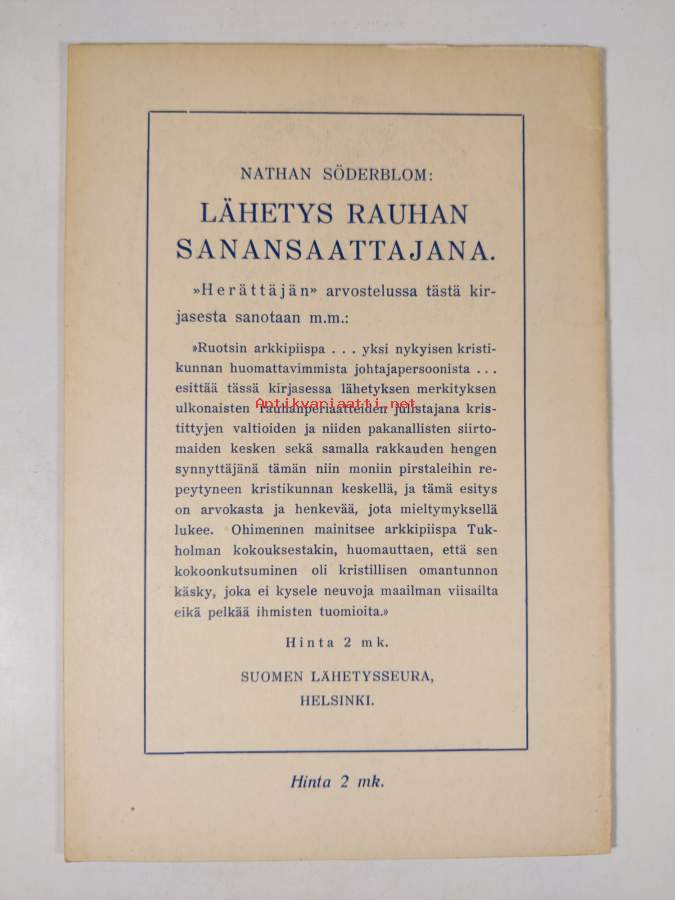 NATHAN SÖDERBLOM:
LÄHETYS RAUHAN
SANANSAATTAJANA.
»Herättäjän» arvostelussa tästä kir-
jasesta sanotaan m.m.:
»Ruotsin arkkipiispa . . . yksi nykyisen kristi-
kunnan huomattavimmista johtajapersoonista . . .
esittää tässä kirjasessa lähetyksen merkityksen
Antikvariaatti.net
ulkonaisten rauhanperiaatteiden julistajana kris-
tittyjen valtioiden ja niiden pakanallisten siirto-
maiden kesken sekä samalla rakkauden hengen
synnyttäjänä tämän niin moniin pirstaleihin re-
peytyneen kristikunnan keskellä, ja tämä esitys
on arvokasta ja henkevää, jota mieltymyksellä
lukee. Ohimennen mainitsee arkkipiispa Tuk-
holman kokouksestakin, huomauttaen, että sen
kokoonkutsuminen oli kristillisen omantunnon
käsky, joka ei kysele neuvoja maailman viisailta
eikä pelkää ihmisten tuomioita.»
Hinta 2 mk.
SUOMEN LÄHETYSSEURA,
HELSINKI.
Hinta 2 mk.